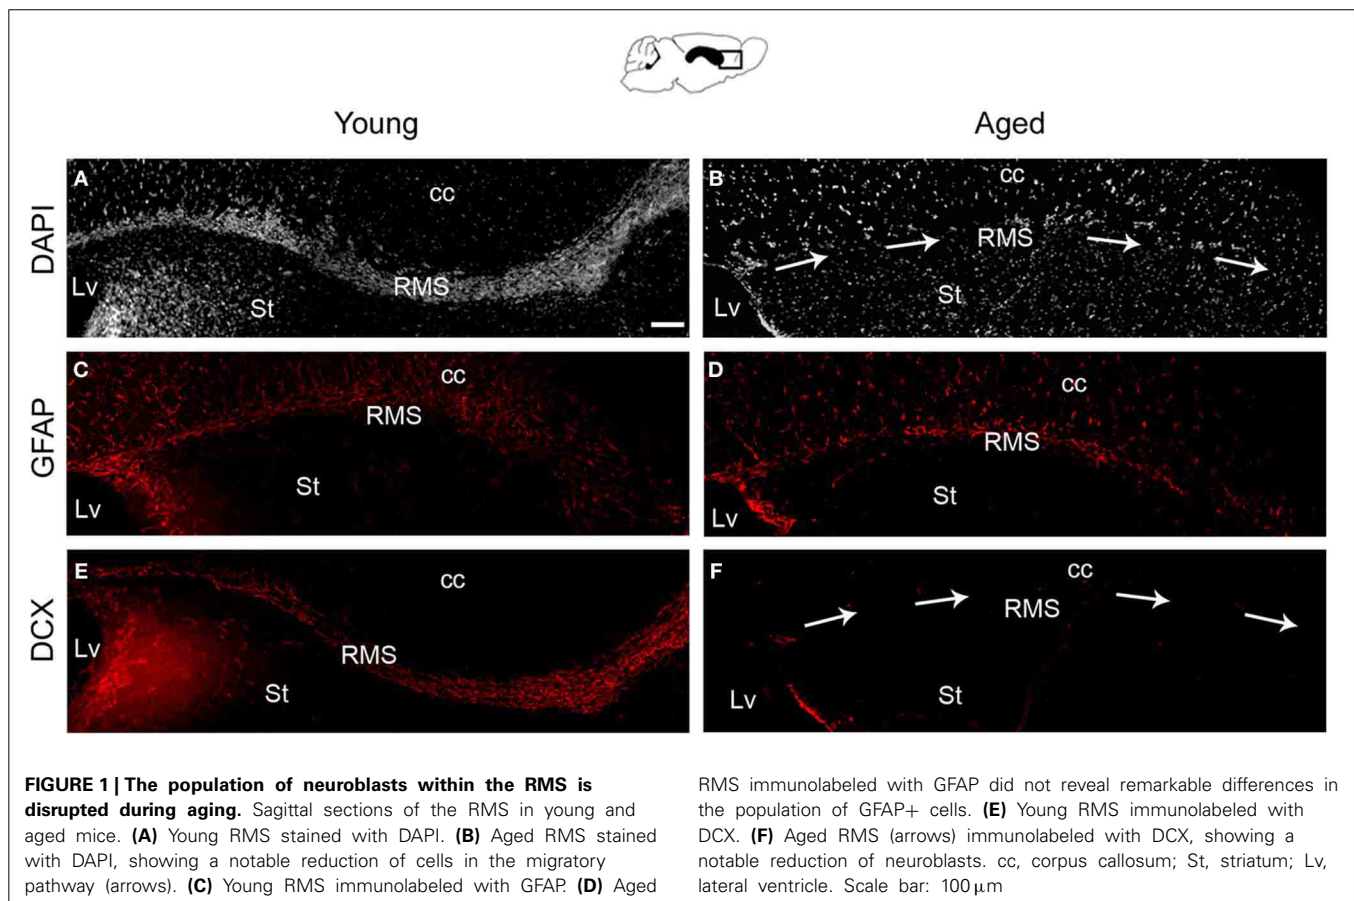 Young
Aged
DAPI
A
cc
RMS
Lv
St
B
cc
RMS
St
GFAP
C
cc
RMS
St
Lv
D
cc
RMS
St
Lv
DCX
E
cc
Lv
RMS
St
F
cc
RMS
Lv
St
FIGURE 1 | The population of neuroblasts within the RMS is
disrupted during aging. Sagittal sections of the RMS in young and
aged mice. (A) Young RMS stained with DAPI. (B) Aged RMS stained
with DAPI, showing a notable reduction of cells in the migratory
pathway (arrows). (C) Young RMS immunolabeled with GFAP. (D) Aged
RMS immunolabeled with GFAP did not reveal remarkable differences in
the population of GFAP+ cells. (E) Young RMS immunolabeled with
DCX. (F) Aged RMS (arrows) immunolabeled with DCX, showing a
notable reduction of neuroblasts. cc, corpus callosum; St, striatum; Lv,
lateral ventricle. Scale bar: 100 μm